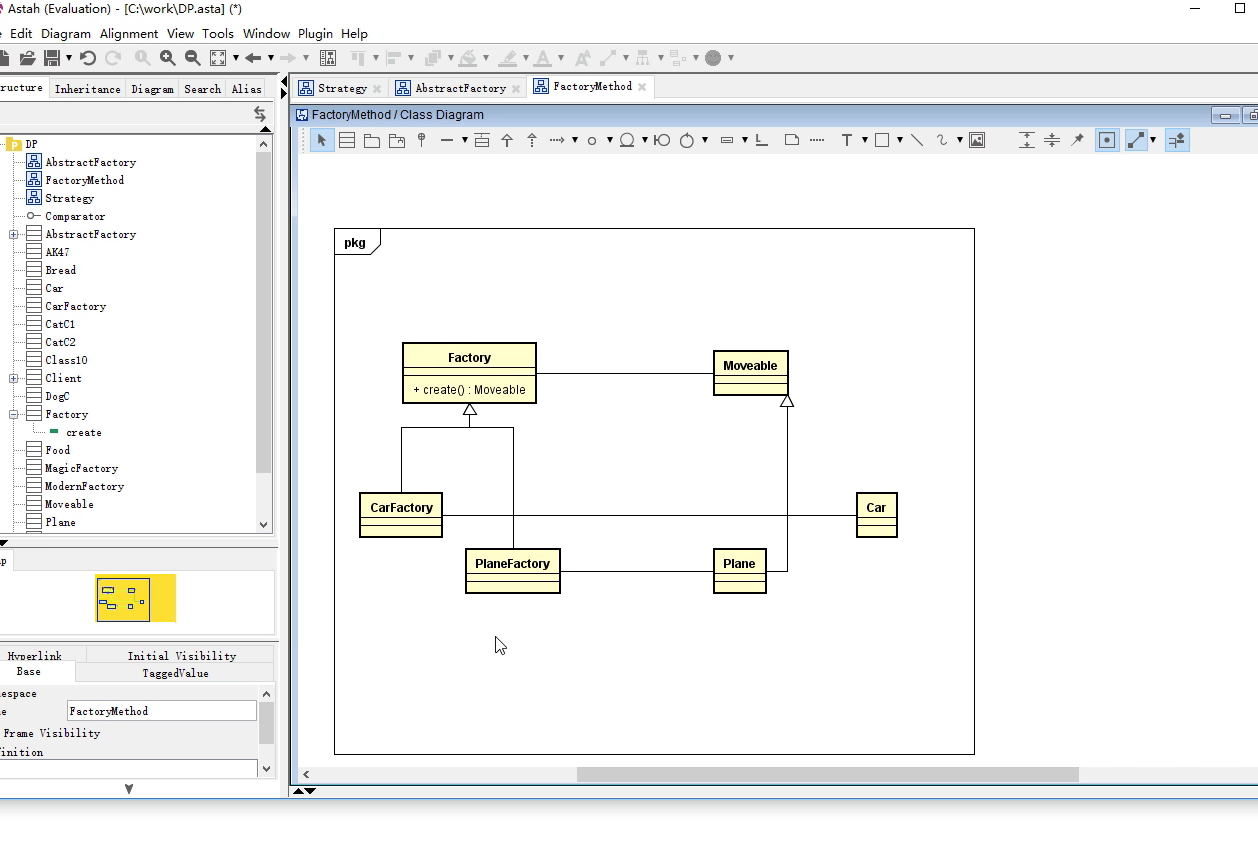 Astah (Evaluation) - [C:\work\DP.asta] (*)
Edit Diagram Alignment View Tools Window Plugin Help
ructure Inheritance Diagram Search Alias
DP
AbstractFactory
FactoryMethod
Strategy
Comparator
AbstractFactory
AK47
Bread
Car
CarFactory
CatC1
CatC2
Class10
Client
DogC
Factory
create
Food
MagicFactory
ModernFactory
Moveable
Plane
p
Hyperlink Initial Visibility
Base TaggedValue
espace
e FactoryMethod
Frame Visibility
inition
Strategy AbstractFactory FactoryMethod
FactoryMethod / Class Diagram
T
pkg
Factory
+ create() : Moveable
Moveable
CarFactory
Car
PlaneFactory
Plane